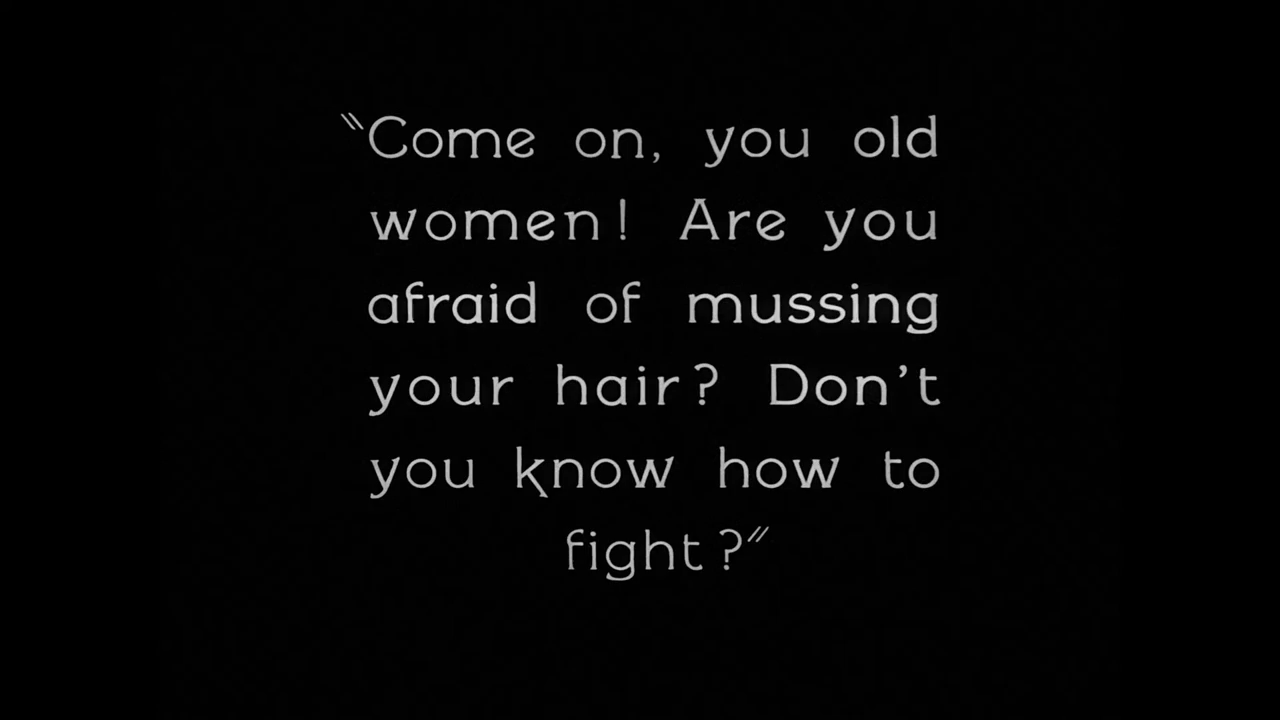 “Come on, you old
women! Are you
afraid of mussing
your hair? Don’t
you know how to
fight?”